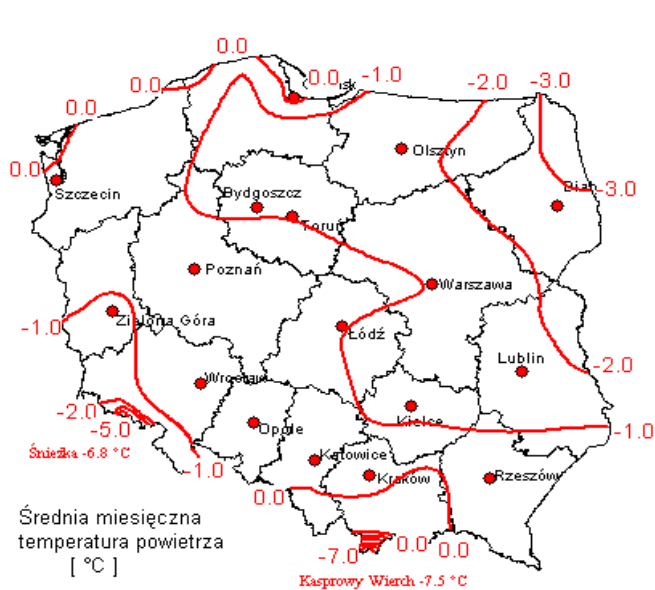 0.0
0.0
0.0 -1.0
-2.0 -3.0
0.0
0.0
Olsztyn
Szczecin
Bydgoszcz
-3.0
Toruń
Poznań
Warszawa
-1.0
Zielona Góra
Łódź
Lublin
-2.0
Wrocław
-2.0
-5.0
Kielce
-1.0
Opole
Śnieżka -6.8 °C
-1.0
Katowice
Kraków
Rzeszów
0.0
Średnia miesięczna
temperatura powietrza
[ °C ]
-7.0
0.0
0.0
Kasprowy Wierch -7.5 °C